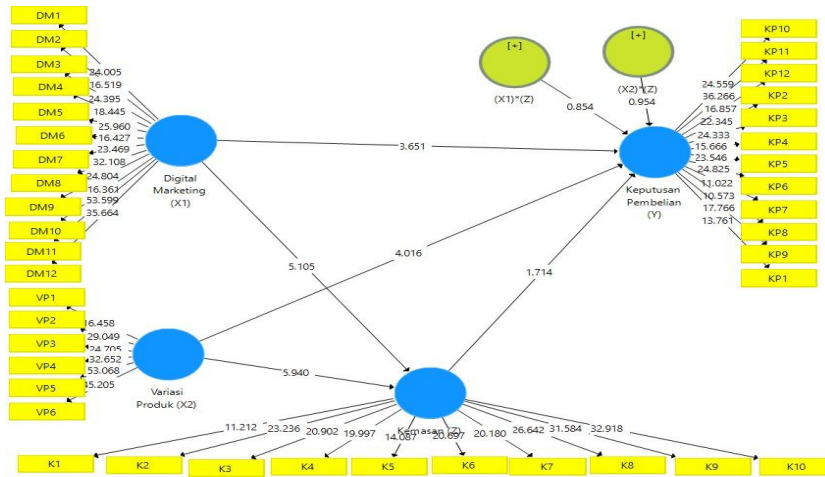 DM1
DM2
DM3
DM4
DM5
DM6
DM7
DM8
DM9
DM10
DM11
DM12
24.005
16.519
24.395
18.445
25.960
16.427
23.469
32.108
24.804
16.361
53.599
35.664
Digital
Marketing
(X1)
VP1
VP2
VP3
VP4
VP5
VP6
16.458
29.049
24.705
32.652
53.068
45.205
Variasi
Produk (X2)
[+]
(X1)*(Z)
0.854
[+]
(X2)*(Z)
0.954
3.651
4.016
5.105
1.714
5.940
Keputusan
Pembelian
(Y)
24.559
36.266
16.857
22.345
24.333
15.666
23.546
24.825
11.022
10.573
17.766
13.761
KP10
KP11
KP12
KP2
KP3
KP4
KP5
KP6
KP7
KP8
KP9
KP1
Kemasan (Z)
11.212
23.236
20.902
19.997
14.087
20.697
20.180
26.642
31.584
32.918
K1
K2
K3
K4
K5
K6
K7
K8
K9
K10